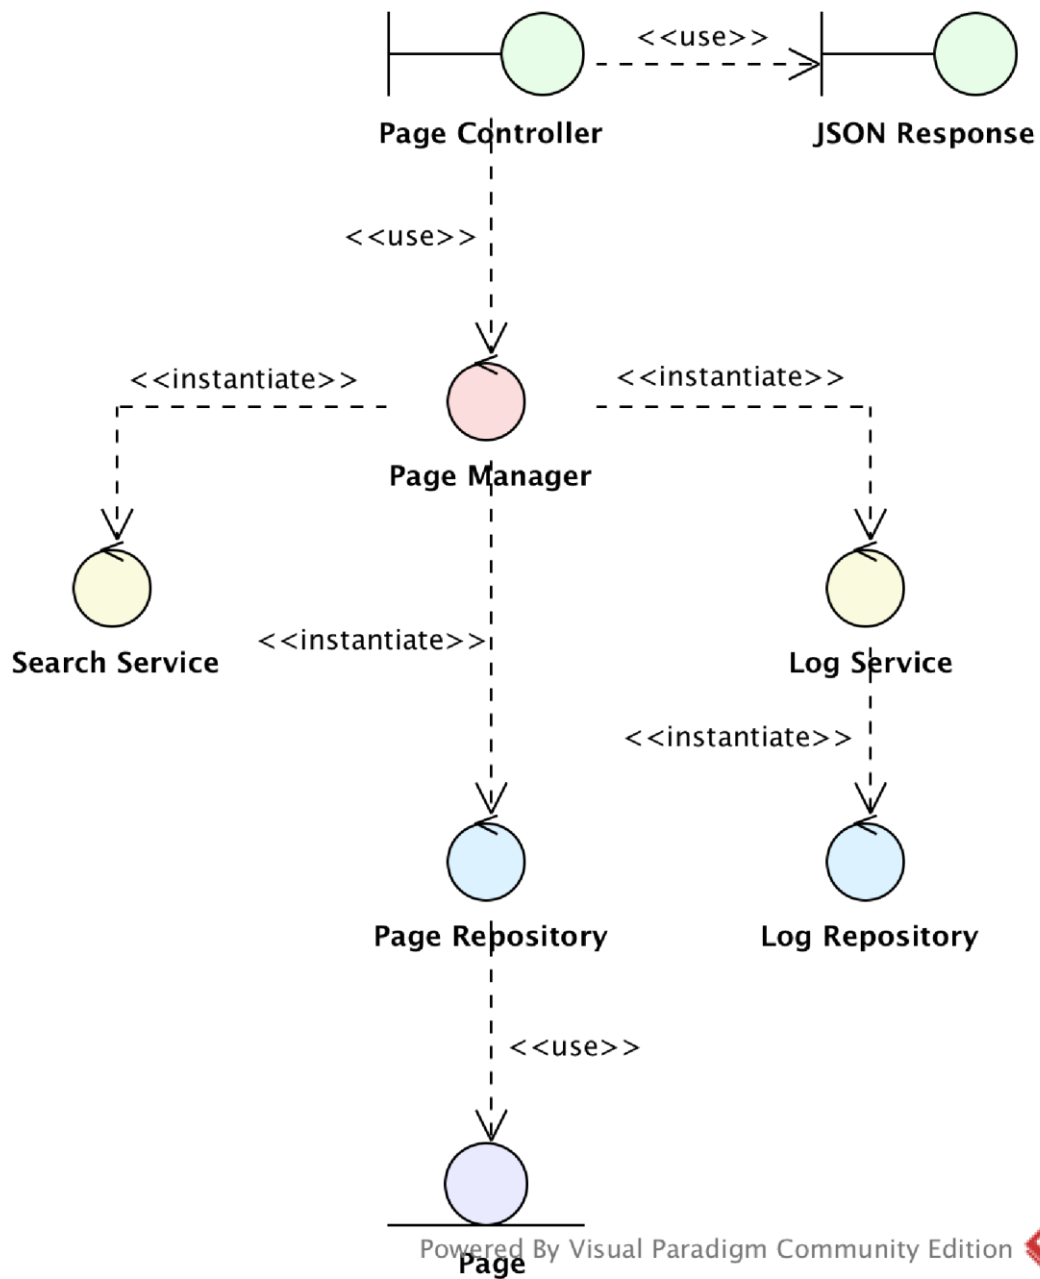 <<use>>
Page Controller
JSON Response
<<use>>
<<instantiate>>
<<instantiate>>
Page Manager
<<instantiate>>
Search Service
Log Service
<<instantiate>>
Page Repository
Log Repository
<<use>>
Powered By Visual Paradigm Community Edition
Page